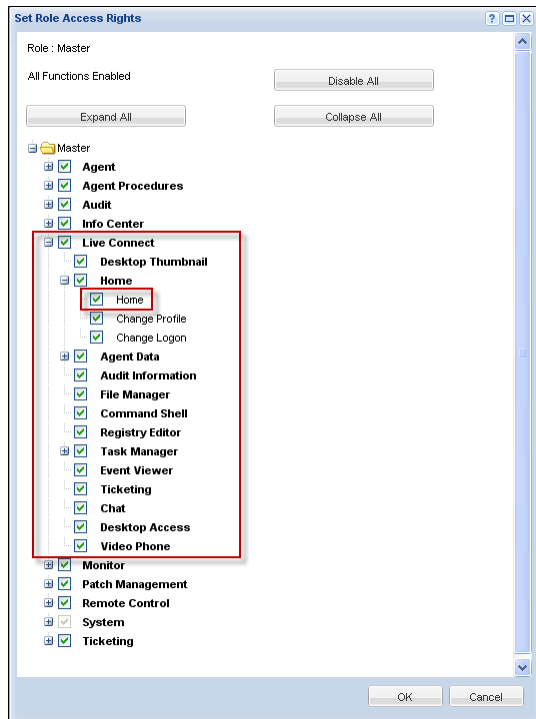 Set Role Access Rights
Role : Master
All Functions Enabled
Disable All
Expand All
Collapse All
Master
Agent
Agent Procedures
Audit
Info Center
Live Connect
Desktop Thumbnail
Home
Home
Change Profile
Change Logon
Agent Data
Audit Information
File Manager
Command Shell
Registry Editor
Task Manager
Event Viewer
Ticketing
Chat
Desktop Access
Video Phone
Monitor
Patch Management
Remote Control
System
Ticketing
OK
Cancel